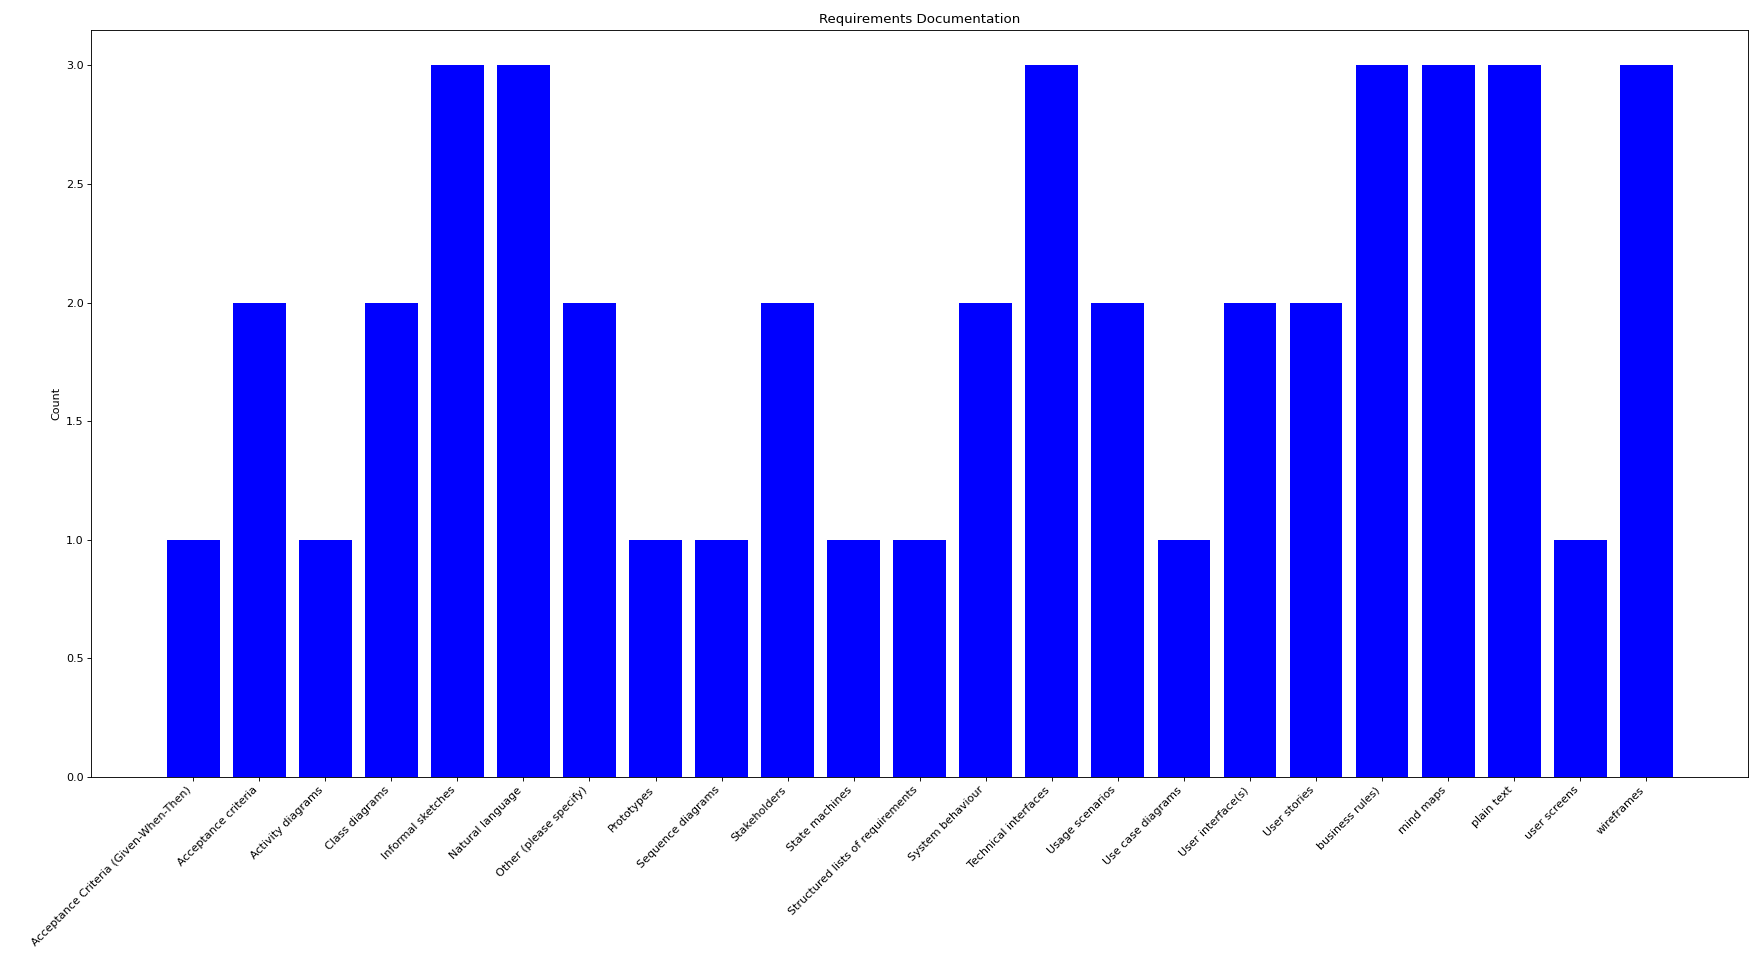 Requirements Documentation
3.0
2.5
2.0
1.5
1.0
0.5
0.0
Count
Acceptance Criteria (Given-When-Then)
Acceptance criteria
Activity diagrams
Class diagrams
Informal sketches
Natural language
Other (please specify)
Prototypes
Sequence diagrams
Stakeholders
State machines
Structured lists of requirements
System behaviour
Technical interfaces
Usage scenarios
Use case diagrams
User interface(s)
User stories
business rules)
mind maps
plain text
user screens
wireframes